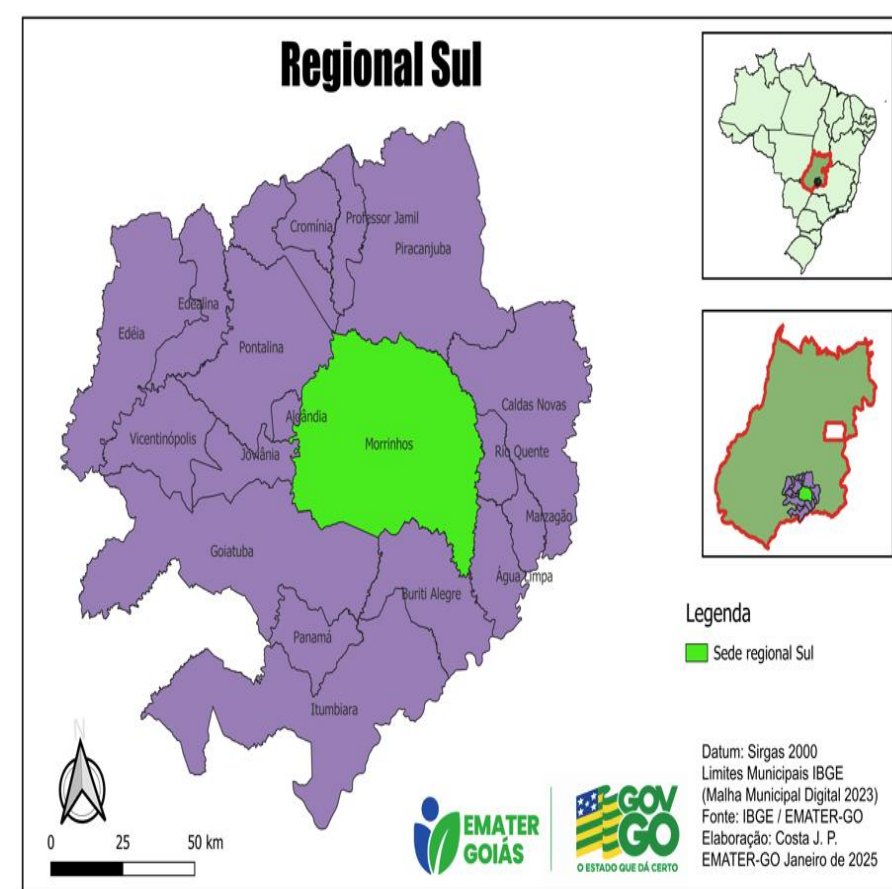 Regional Sul
Cromínia
Professor Jamil
Piracanjuba
Edealina
Edéia
Pontalina
Caldas Novas
Algândia
Vicentinópolis
Joviânia
Morrinhos
Rio Quente
Marzagão
Goiatuba
Água Limpa
Buriti Alegre
Panamá
Itumbiara
Legenda
Sede regional Sul
N
0 25 50 km
EMATER
GOIÁS
GOV
GO
O ESTADO QUE DÁ CERTO
Datum: Sirgas 2000
Limites Municipais IBGE
(Malha Municipal Digital 2023)
Fonte: IBGE / EMATER-GO
Elaboração: Costa J. P.
EMATER-GO Janeiro de 2025